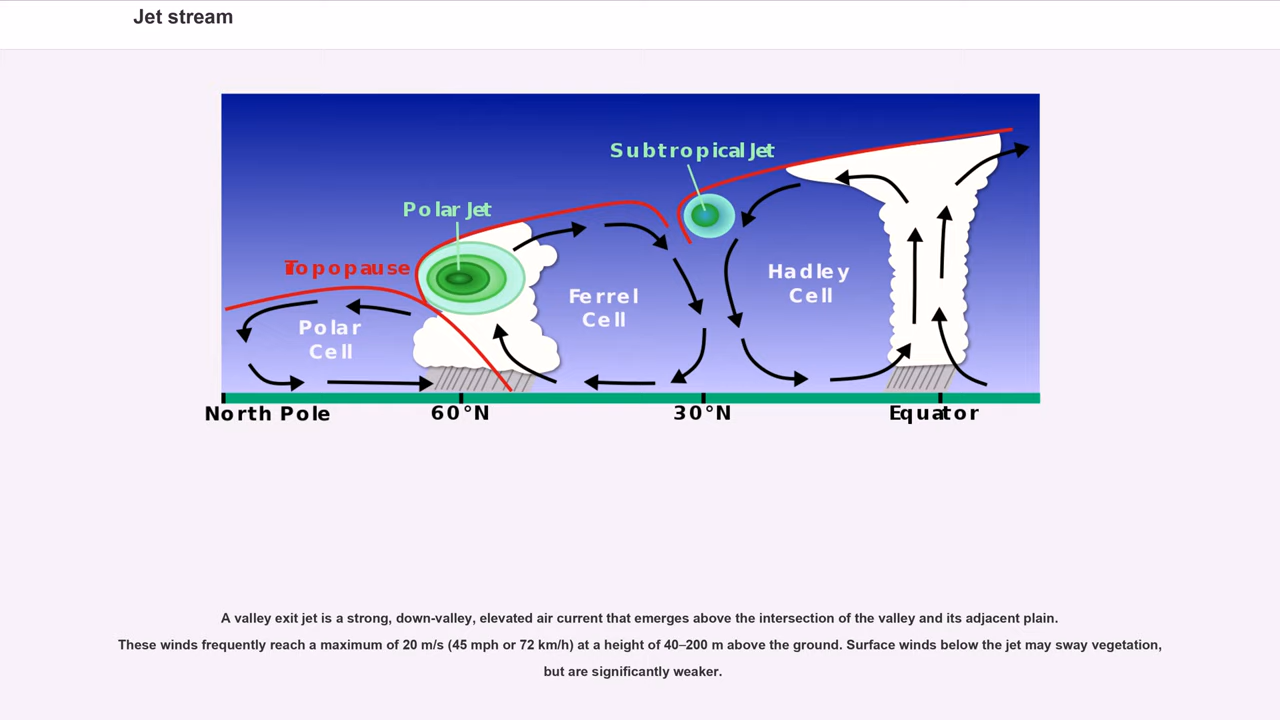 Jet stream
Subtropical Jet
Polar Jet
Topopause
Hadley
Cell
Ferrel
Cell
Polar
Cell
North Pole
60°N
30°N
Equator
A valley exit jet is a strong, down-valley, elevated air current that emerges above the intersection of the valley and its adjacent plain.
These winds frequently reach a maximum of 20 m/s (45 mph or 72 km/h) at a height of 40–200 m above the ground. Surface winds below the jet may sway vegetation,
but are significantly weaker.